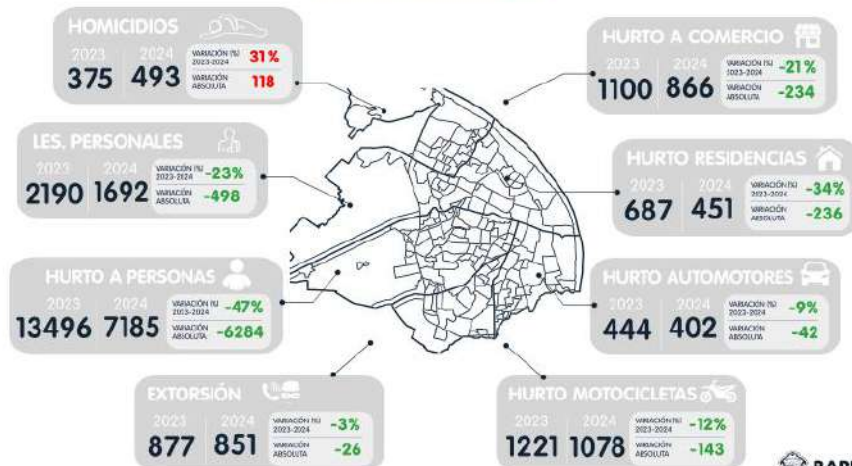 HOMICIDIOS
2023 2024 VARIACIÓN (%) 2023-2024 31%
375 493 VARIACIÓN ABSOLUTA 118
LES. PERSONALES
2023 2024 VARIACIÓN (%) 2023-2024 -23%
2190 1692 VARIACIÓN ABSOLUTA -498
HURTO A PERSONAS
2023 2024 VARIACIÓN (%) 2023-2024 -47%
13496 7185 VARIACIÓN ABSOLUTA -6284
EXTORSIÓN
2023 2024 VARIACIÓN (%) 2023-2024 -3%
877 851 VARIACIÓN ABSOLUTA -26
HURTO A COMERCIO
2023 2024 VARIACIÓN (%) 2023-2024 -21%
1100 866 VARIACIÓN ABSOLUTA -234
HURTO RESIDENCIAS
2023 2024 VARIACIÓN (%) 2023-2024 -34%
687 451 VARIACIÓN ABSOLUTA -236
HURTO AUTOMOTORES
2023 2024 VARIACIÓN (%) 2023-2024 -9%
444 402 VARIACIÓN ABSOLUTA -42
HURTO MOTOCICLETAS
2023 2024 VARIACIÓN (%) 2023-2024 -12%
1221 1078 VARIACIÓN ABSOLUTA -143